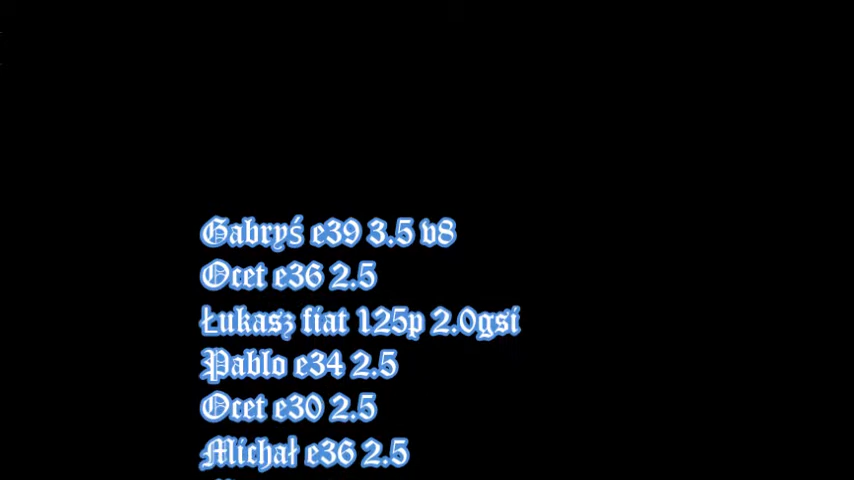 Gabryś e39 3.5 v8
Ocet e36 2.5
Łukasz fiat 125p 2.0gsi
Pablo e34 2.5
Ocet e30 2.5
Michał e36 2.5